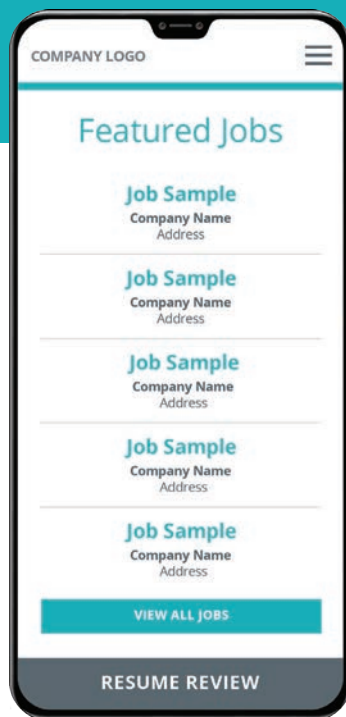 COMPANY LOGO
Featured Jobs
Job Sample
Company Name
Address
Job Sample
Company Name
Address
Job Sample
Company Name
Address
Job Sample
Company Name
Address
Job Sample
Company Name
Address
VIEW ALL JOBS
RESUME REVIEW